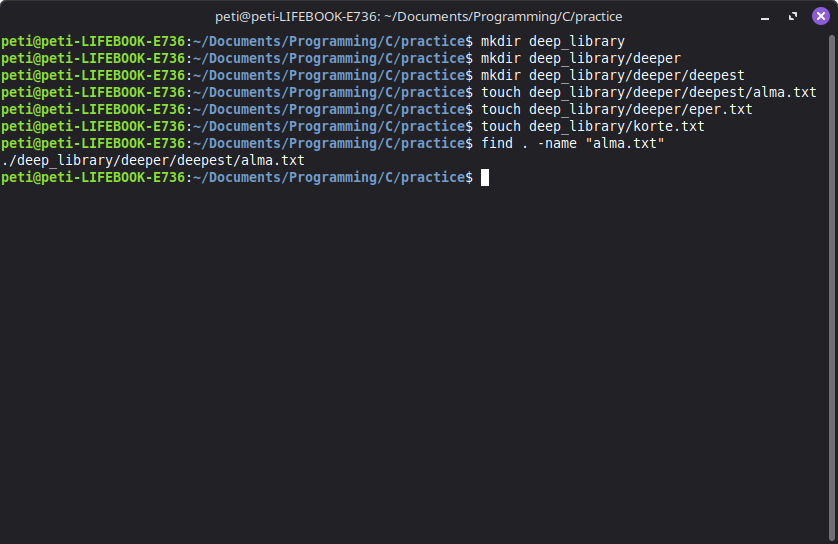 peti@peti-LIFEBOOK-E736: ~/Documents/Programming/C/practice
peti@peti-LIFEBOOK-E736:~/Documents/Programming/C/practice$ mkdir deep_library
peti@peti-LIFEBOOK-E736:~/Documents/Programming/C/practice$ mkdir deep_library/deeper
peti@peti-LIFEBOOK-E736:~/Documents/Programming/C/practice$ mkdir deep_library/deeper/deepest
peti@peti-LIFEBOOK-E736:~/Documents/Programming/C/practice$ touch deep_library/deeper/deepest/alma.txt
peti@peti-LIFEBOOK-E736:~/Documents/Programming/C/practice$ touch deep_library/deeper/eper.txt
peti@peti-LIFEBOOK-E736:~/Documents/Programming/C/practice$ touch deep_library/korte.txt
peti@peti-LIFEBOOK-E736:~/Documents/Programming/C/practice$ find . -name "alma.txt"
./deep_library/deeper/deepest/alma.txt
peti@peti-LIFEBOOK-E736:~/Documents/Programming/C/practice$